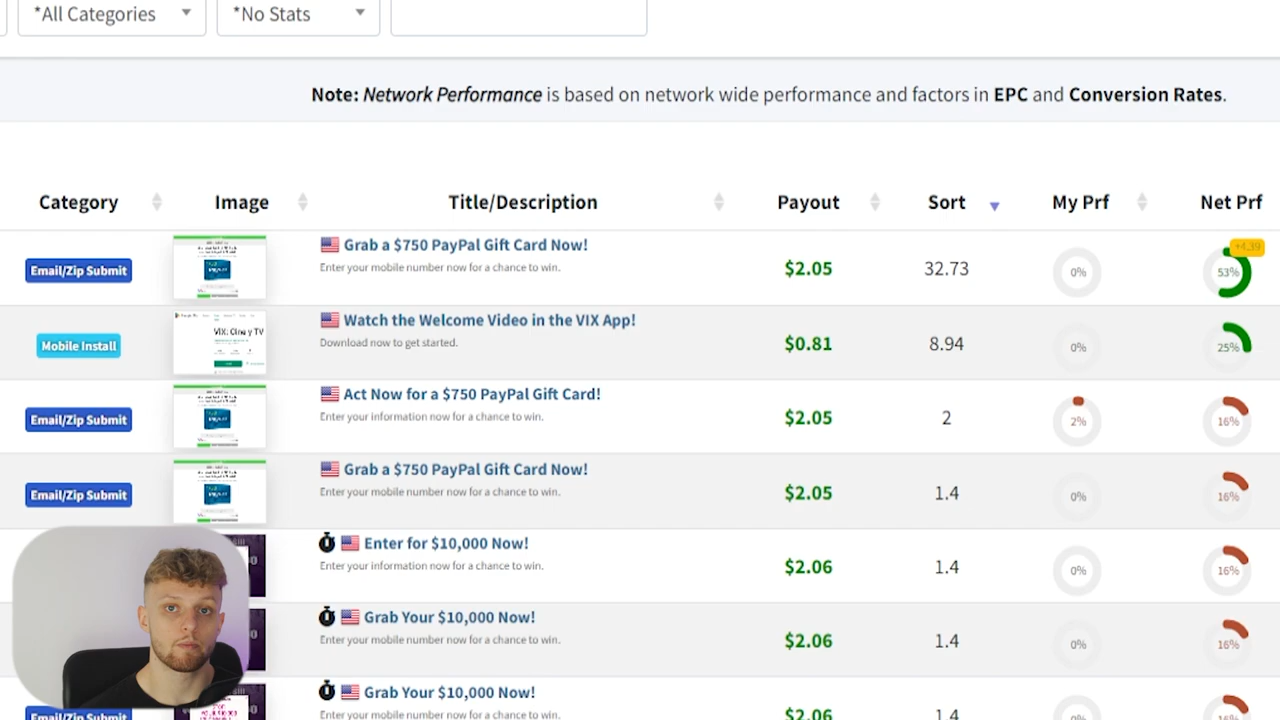 *All Categories *No Stats
Note: Network Performance is based on network wide performance and factors in EPC and Conversion Rates.
Category Image Title/Description Payout Sort My Prf Net Prf
Email/Zip Submit Grab a $750 PayPal Gift Card Now! $2.05 32.73 0% 53% +4.39
Enter your mobile number now for a chance to win.
Mobile Install VIX: Cine y TV Watch the Welcome Video in the VIX App! $0.81 8.94 0% 25%
Download now to get started.
Email/Zip Submit Act Now for a $750 PayPal Gift Card! $2.05 2 2% 16%
Enter your information now for a chance to win.
Email/Zip Submit Grab a $750 PayPal Gift Card Now! $2.05 1.4 0% 16%
Enter your mobile number now for a chance to win.
Enter for $10,000 Now! $2.06 1.4 0% 16%
Enter your information now for a chance to win.
Grab Your $10,000 Now! $2.06 1.4 0% 16%
Enter your mobile number now for a chance to win.
Email/Zip Submit Grab Your $10,000 Now! $2.06 1.4 0% 16%
Enter your mobile number now for a chance to win.